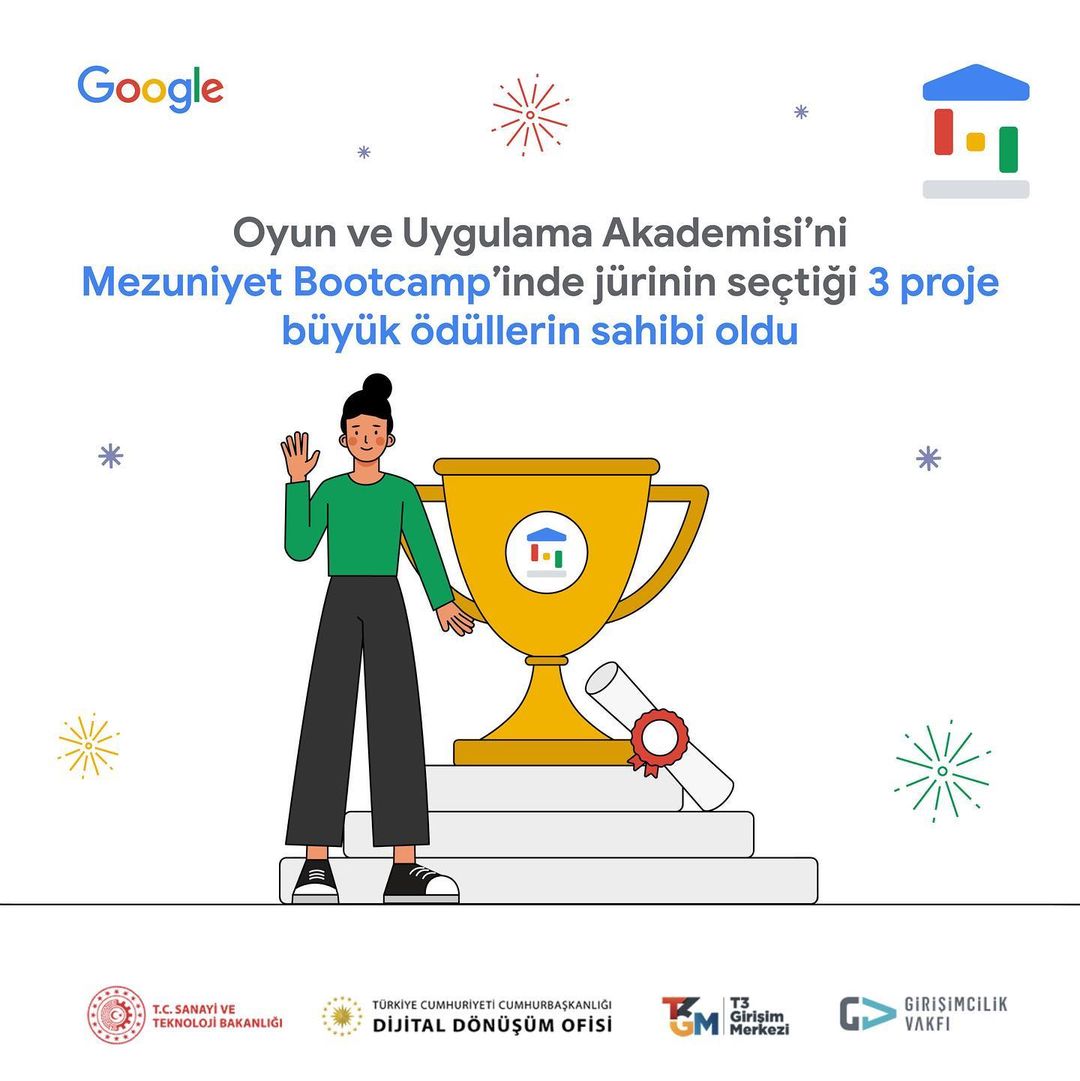 Google
Oyun ve Uygulama Akademisi’ni
Mezuniyet Bootcamp’inde jürinin seçtiği 3 proje
büyük ödüllerin sahibi oldu
T.C. SANAYİ VE
TEKNOLOJİ BAKANLIĞI
TÜRKİYE CUMHURİYETİ CUMHURBAŞKANLIĞI
DİJİTAL DÖNÜŞÜM OFİSİ
T3
GM
T3
Girişim
Merkezi
GİRİŞİMCİLİK
VAKFI